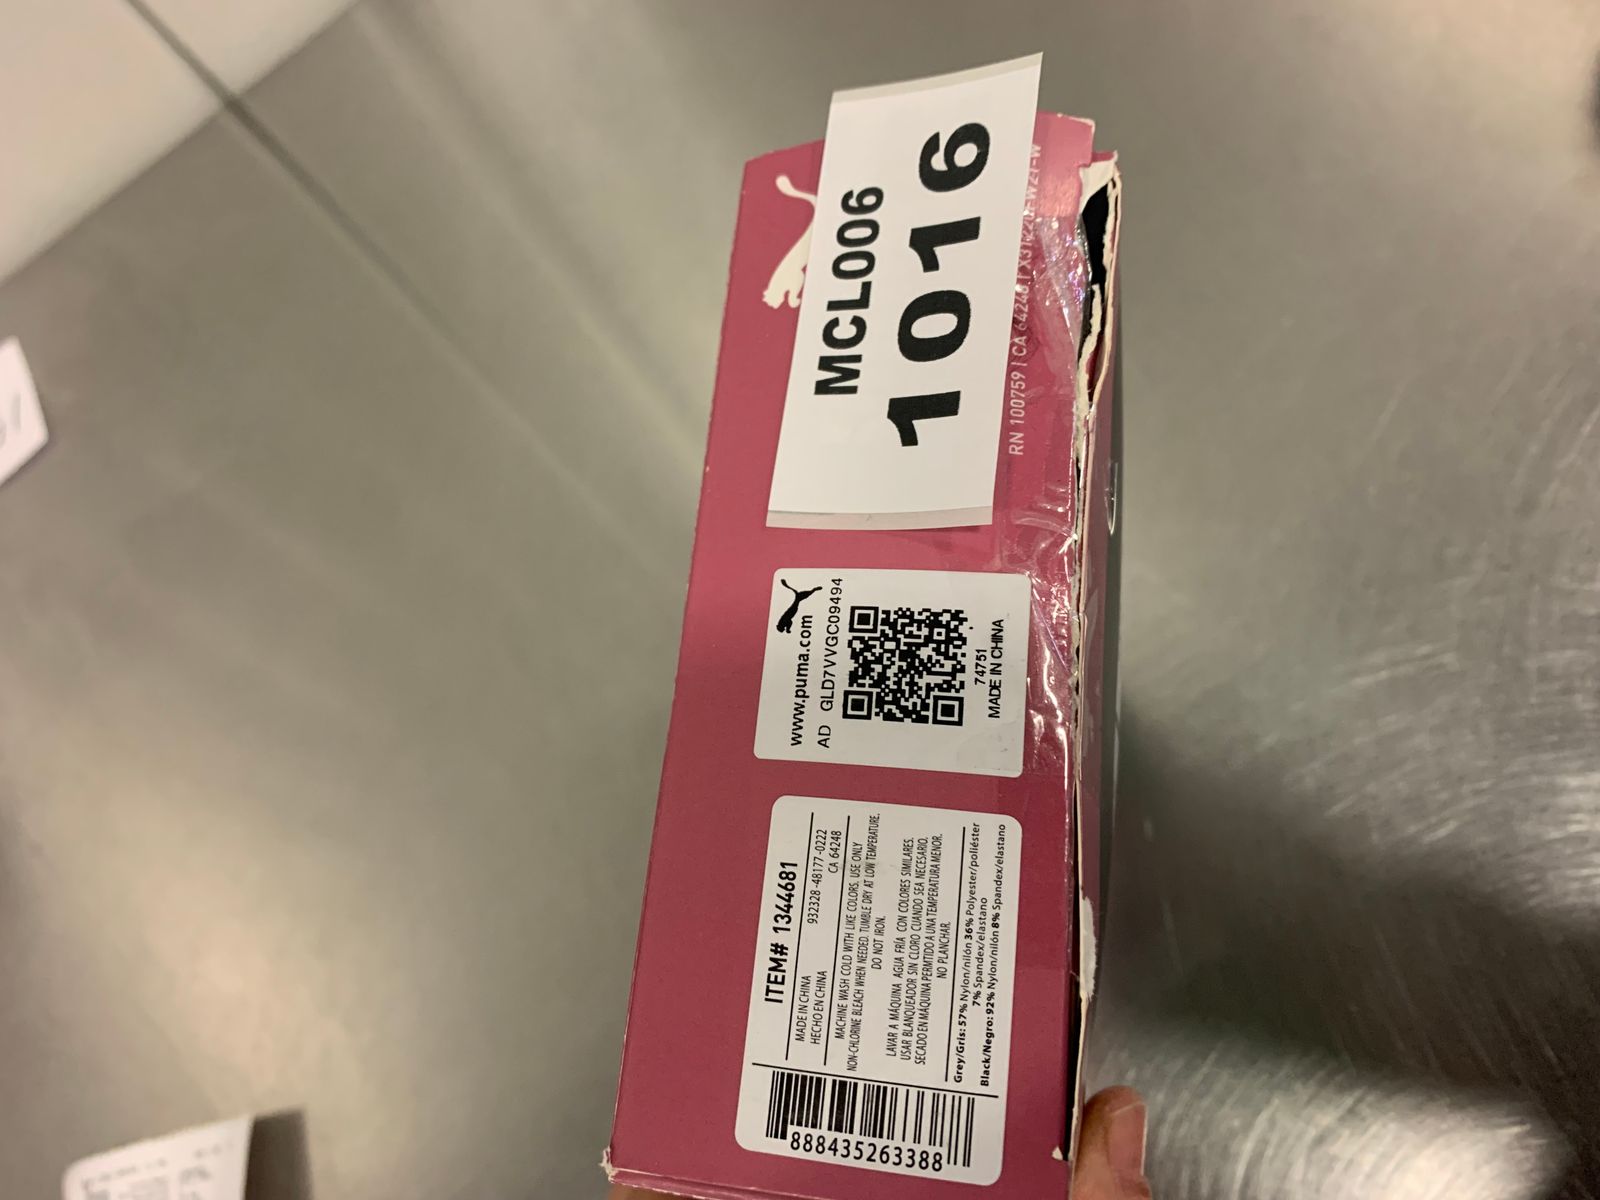 MCL006
1016
RN 100759 | CA 64248 |
www.puma.com
AD GLD7VVGC09494
74751
MADE IN CHINA
ITEM# 1344681
MADE IN CHINA
HECHO EN CHINA
932328-48177-0222
CA 64248
MACHINE WASH COLD WITH LIKE COLORS. USE ONLY
NON-CHLORINE BLEACH WHEN NEEDED. TUMBLE DRY AT LOW TEMPERATURE.
DO NOT IRON.
LAVAR A MÁQUINA AGUA FRÍA CON COLORES SIMILARES.
USAR BLANQUEADOR SIN CLORO CUANDO SEA NECESARIO.
SECADO EN MÁQUINA PERMTIDO A UNA TEMPERATURA MENOR.
NO PLANCHAR.
Grey/Gris: 57% Nylon/nilón 36% Polyester/poliéster
7% Spandex/elastano
Black/Negro: 92% Nylon/nilón 8% Spandex/elastano
888435263388